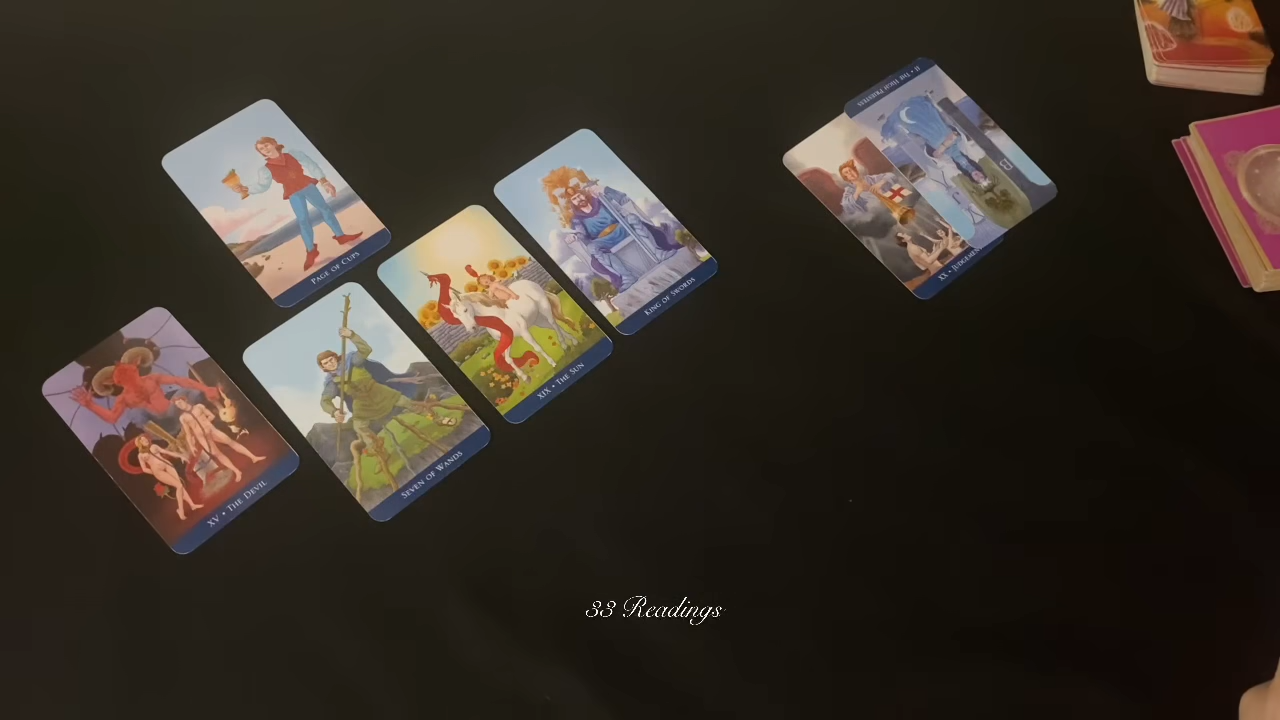 II • THE HIGH PRIESTESS
B
PAGE OF CUPS
XX • JUDGEMENT
KING OF SWORDS
XIX • THE SUN
SEVEN OF WANDS
XV • THE DEVIL
33 Readings